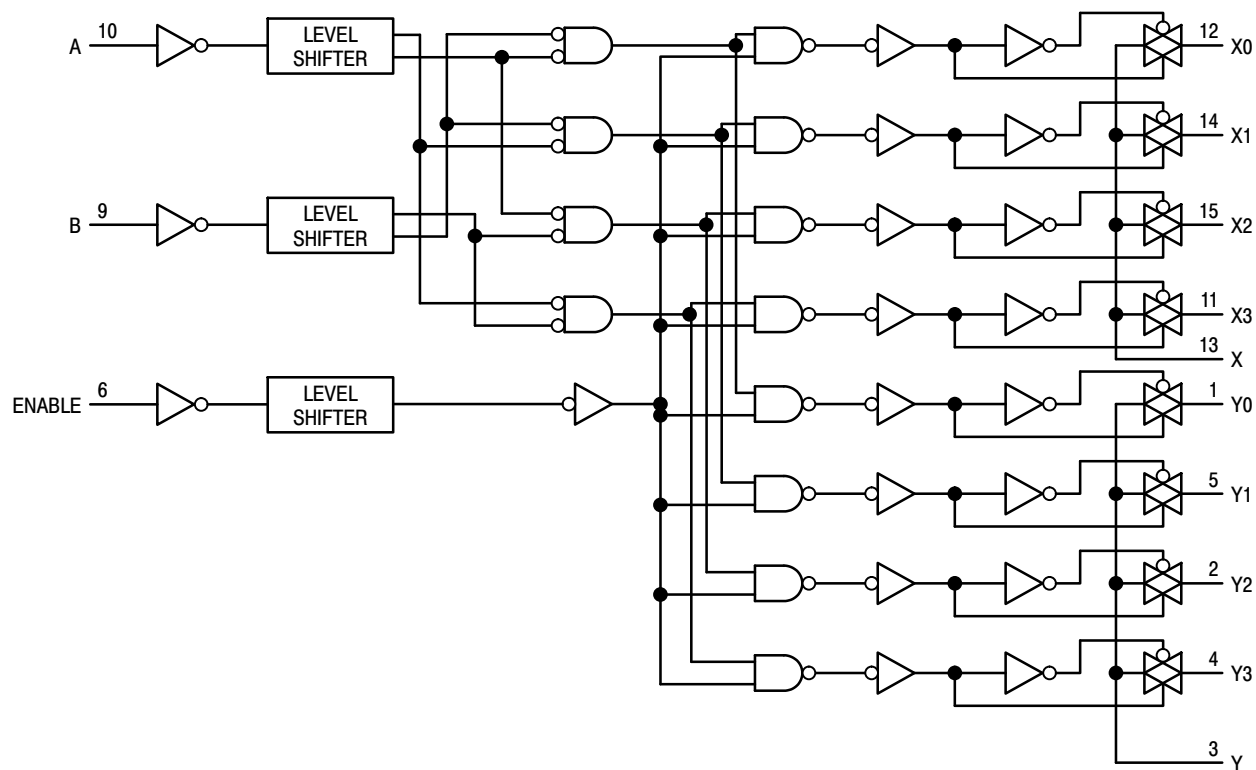 A 10 LEVEL SHIFTER 12 X0
14 X1
B 9 LEVEL SHIFTER 15 X2
11 X3
13 X
ENABLE 6 LEVEL SHIFTER 1 Y0
5 Y1
2 Y2
4 Y3
3 Y